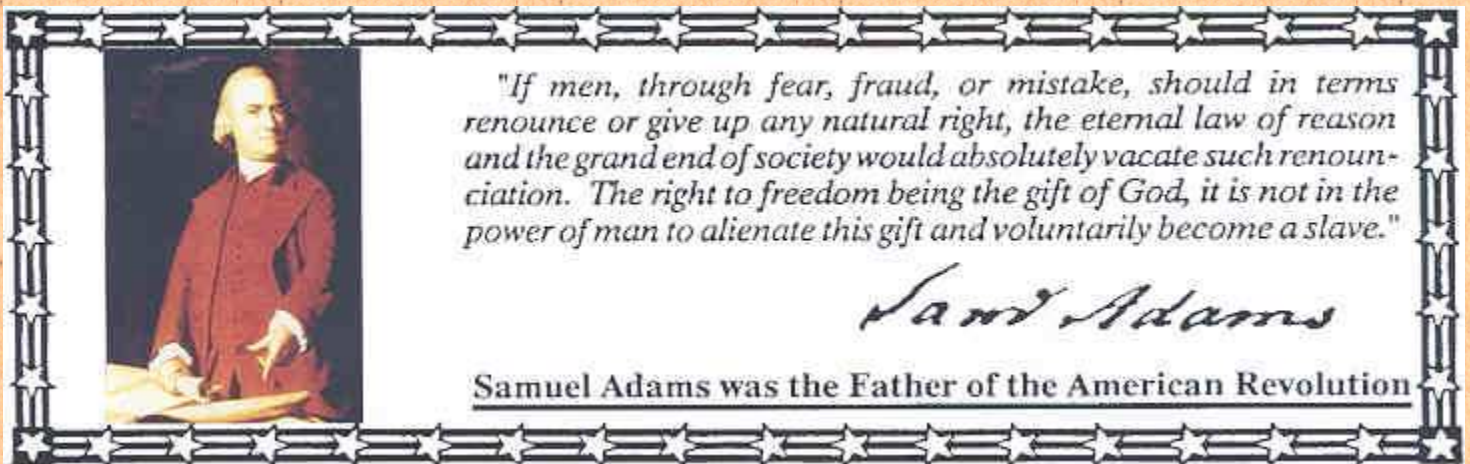 "If men, through fear, fraud, or mistake, should in terms
renounce or give up any natural right, the eternal law of reason
and the grand end of society would absolutely vacate such renoun-
ciation. The right to freedom being the gift of God, it is not in the
power of man to alienate this gift and voluntarily become a slave."
Saml Adams
Samuel Adams was the Father of the American Revolution